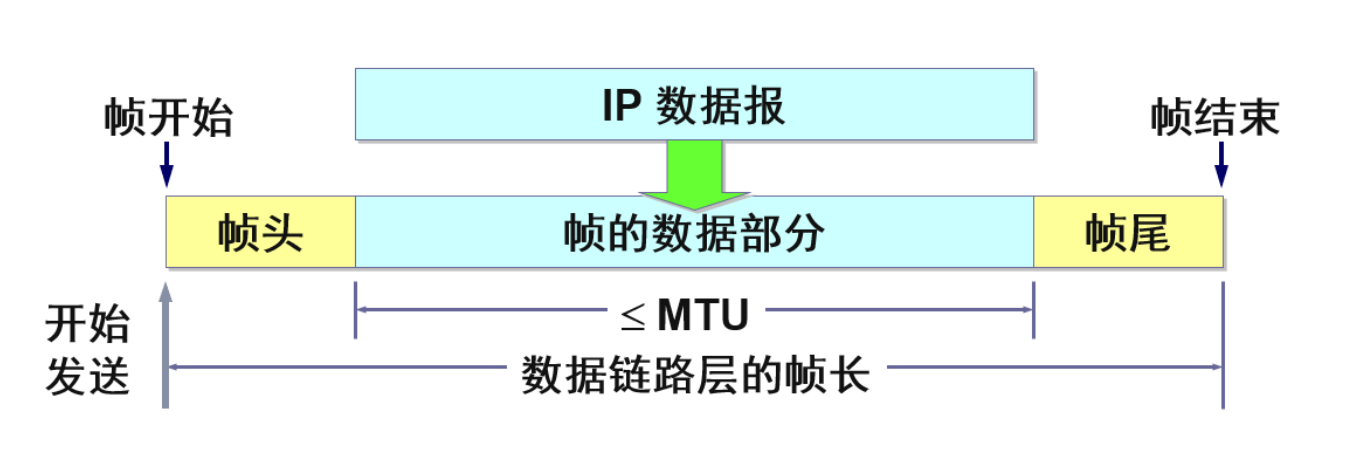 IP 数据报
帧开始
帧结束
帧头
帧的数据部分
帧尾
≤ MTU
开始
发送
数据链路层的帧长